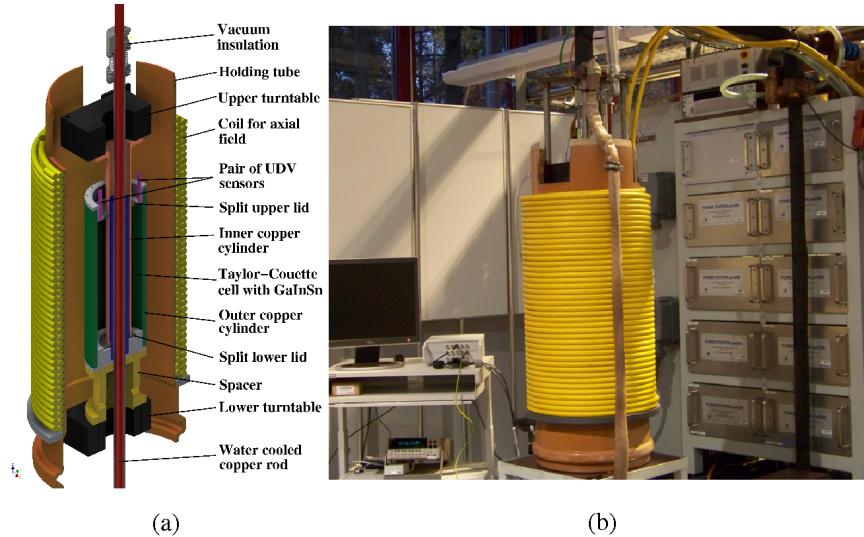 Vacuum
insulation
Holding tube
Upper turntable
Coil for axial
field
Pair of UDV
sensors
Split upper lid
Inner copper
cylinder
Taylor−Couette
cell with GaInSn
Outer copper
cylinder
Split lower lid
Spacer
Lower turntable
Water cooled
copper rod
(a)
(b)